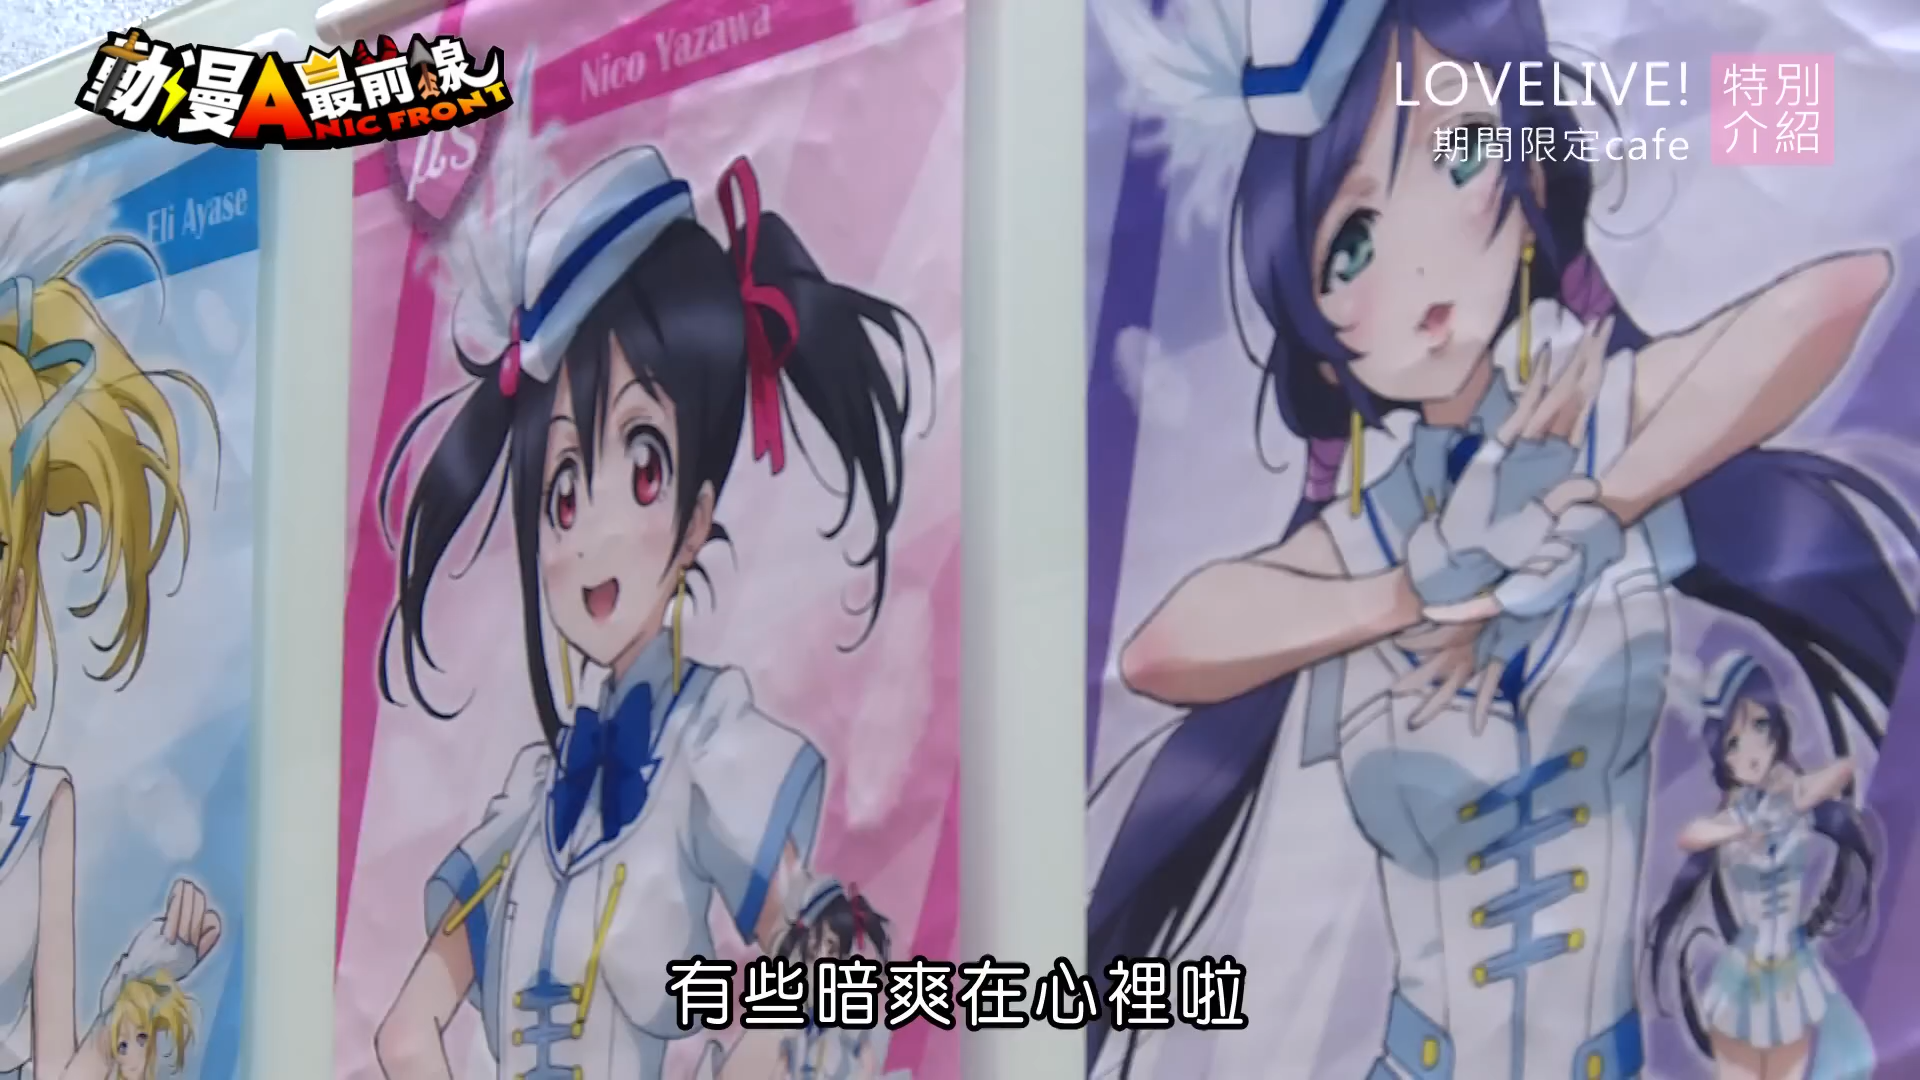 動漫A最前線
ANIC FRONT
Eli Ayase
Nico Yazawa
μ's
LOVELIVE!
期間限定cafe
特別
介紹
有些暗爽在心裡啦